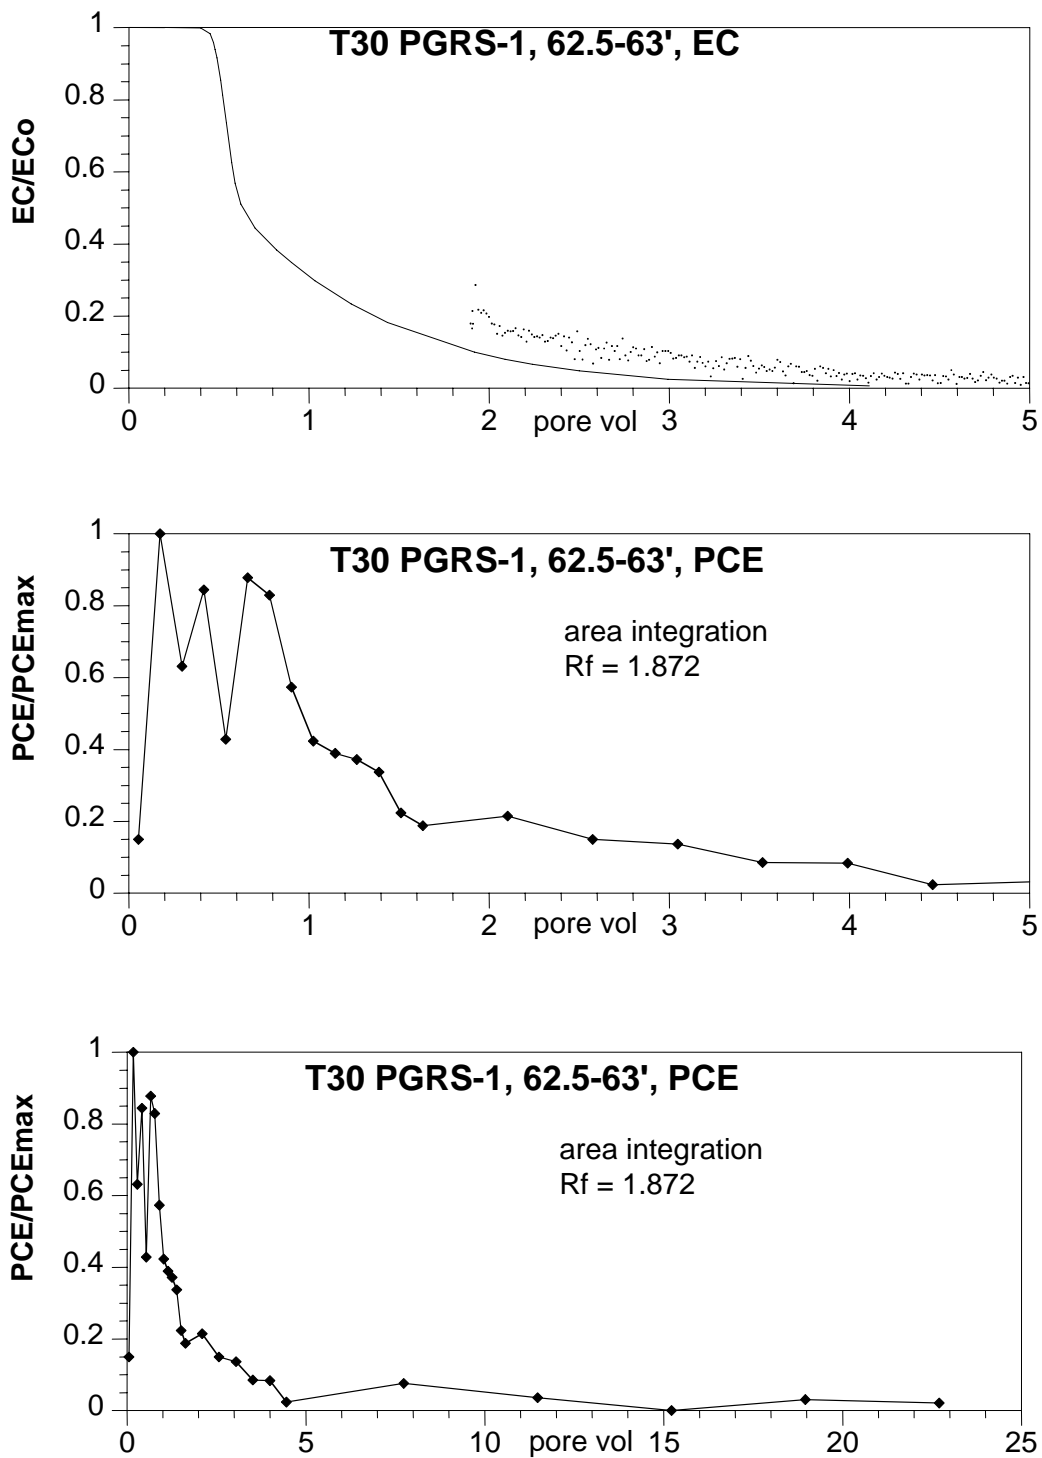 T30 PGRS-1, 62.5-63', EC
EC/ECo
1
0.8
0.6
0.4
0.2
0
0 1 2 3 4 5
pore vol
T30 PGRS-1, 62.5-63', PCE
area integration
Rf = 1.872
PCE/PCEmax
1
0.8
0.6
0.4
0.2
0
0 1 2 3 4 5
pore vol
T30 PGRS-1, 62.5-63', PCE
area integration
Rf = 1.872
PCE/PCEmax
1
0.8
0.6
0.4
0.2
0
0 5 10 15 20 25
pore vol